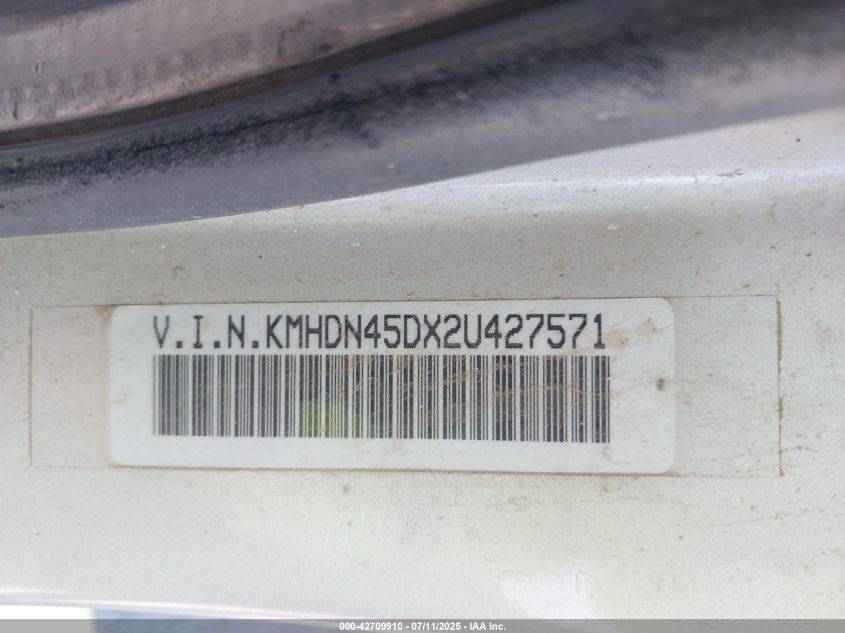 V.I.N.KMHDN45DX2U427571
000-42709910 - 07/11/2025 - IAA Inc.